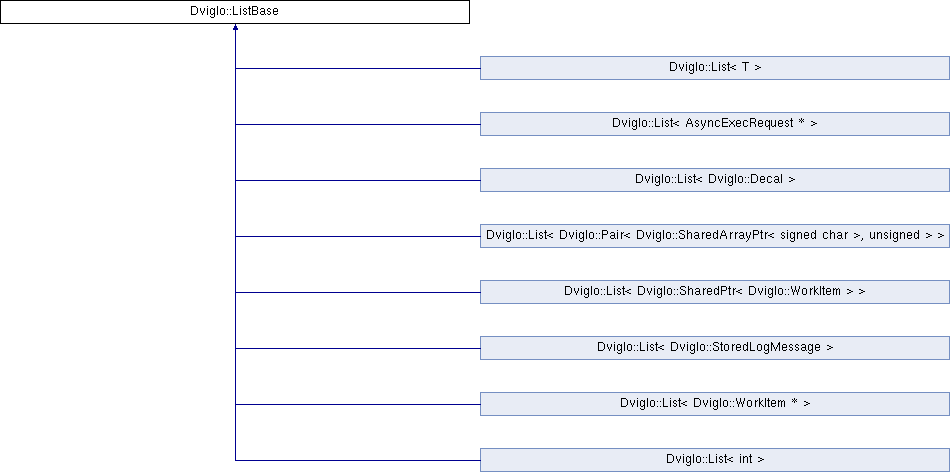 Dviglo::ListBase
Dviglo::List< T >
Dviglo::List< AsyncExecRequest * >
Dviglo::List< Dviglo::Decal >
Dviglo::List< Dviglo::Pair< Dviglo::SharedArrayPtr< signed char >, unsigned > >
Dviglo::List< Dviglo::SharedPtr< Dviglo::WorkItem > >
Dviglo::List< Dviglo::StoredLogMessage >
Dviglo::List< Dviglo::WorkItem * >
Dviglo::List< int >